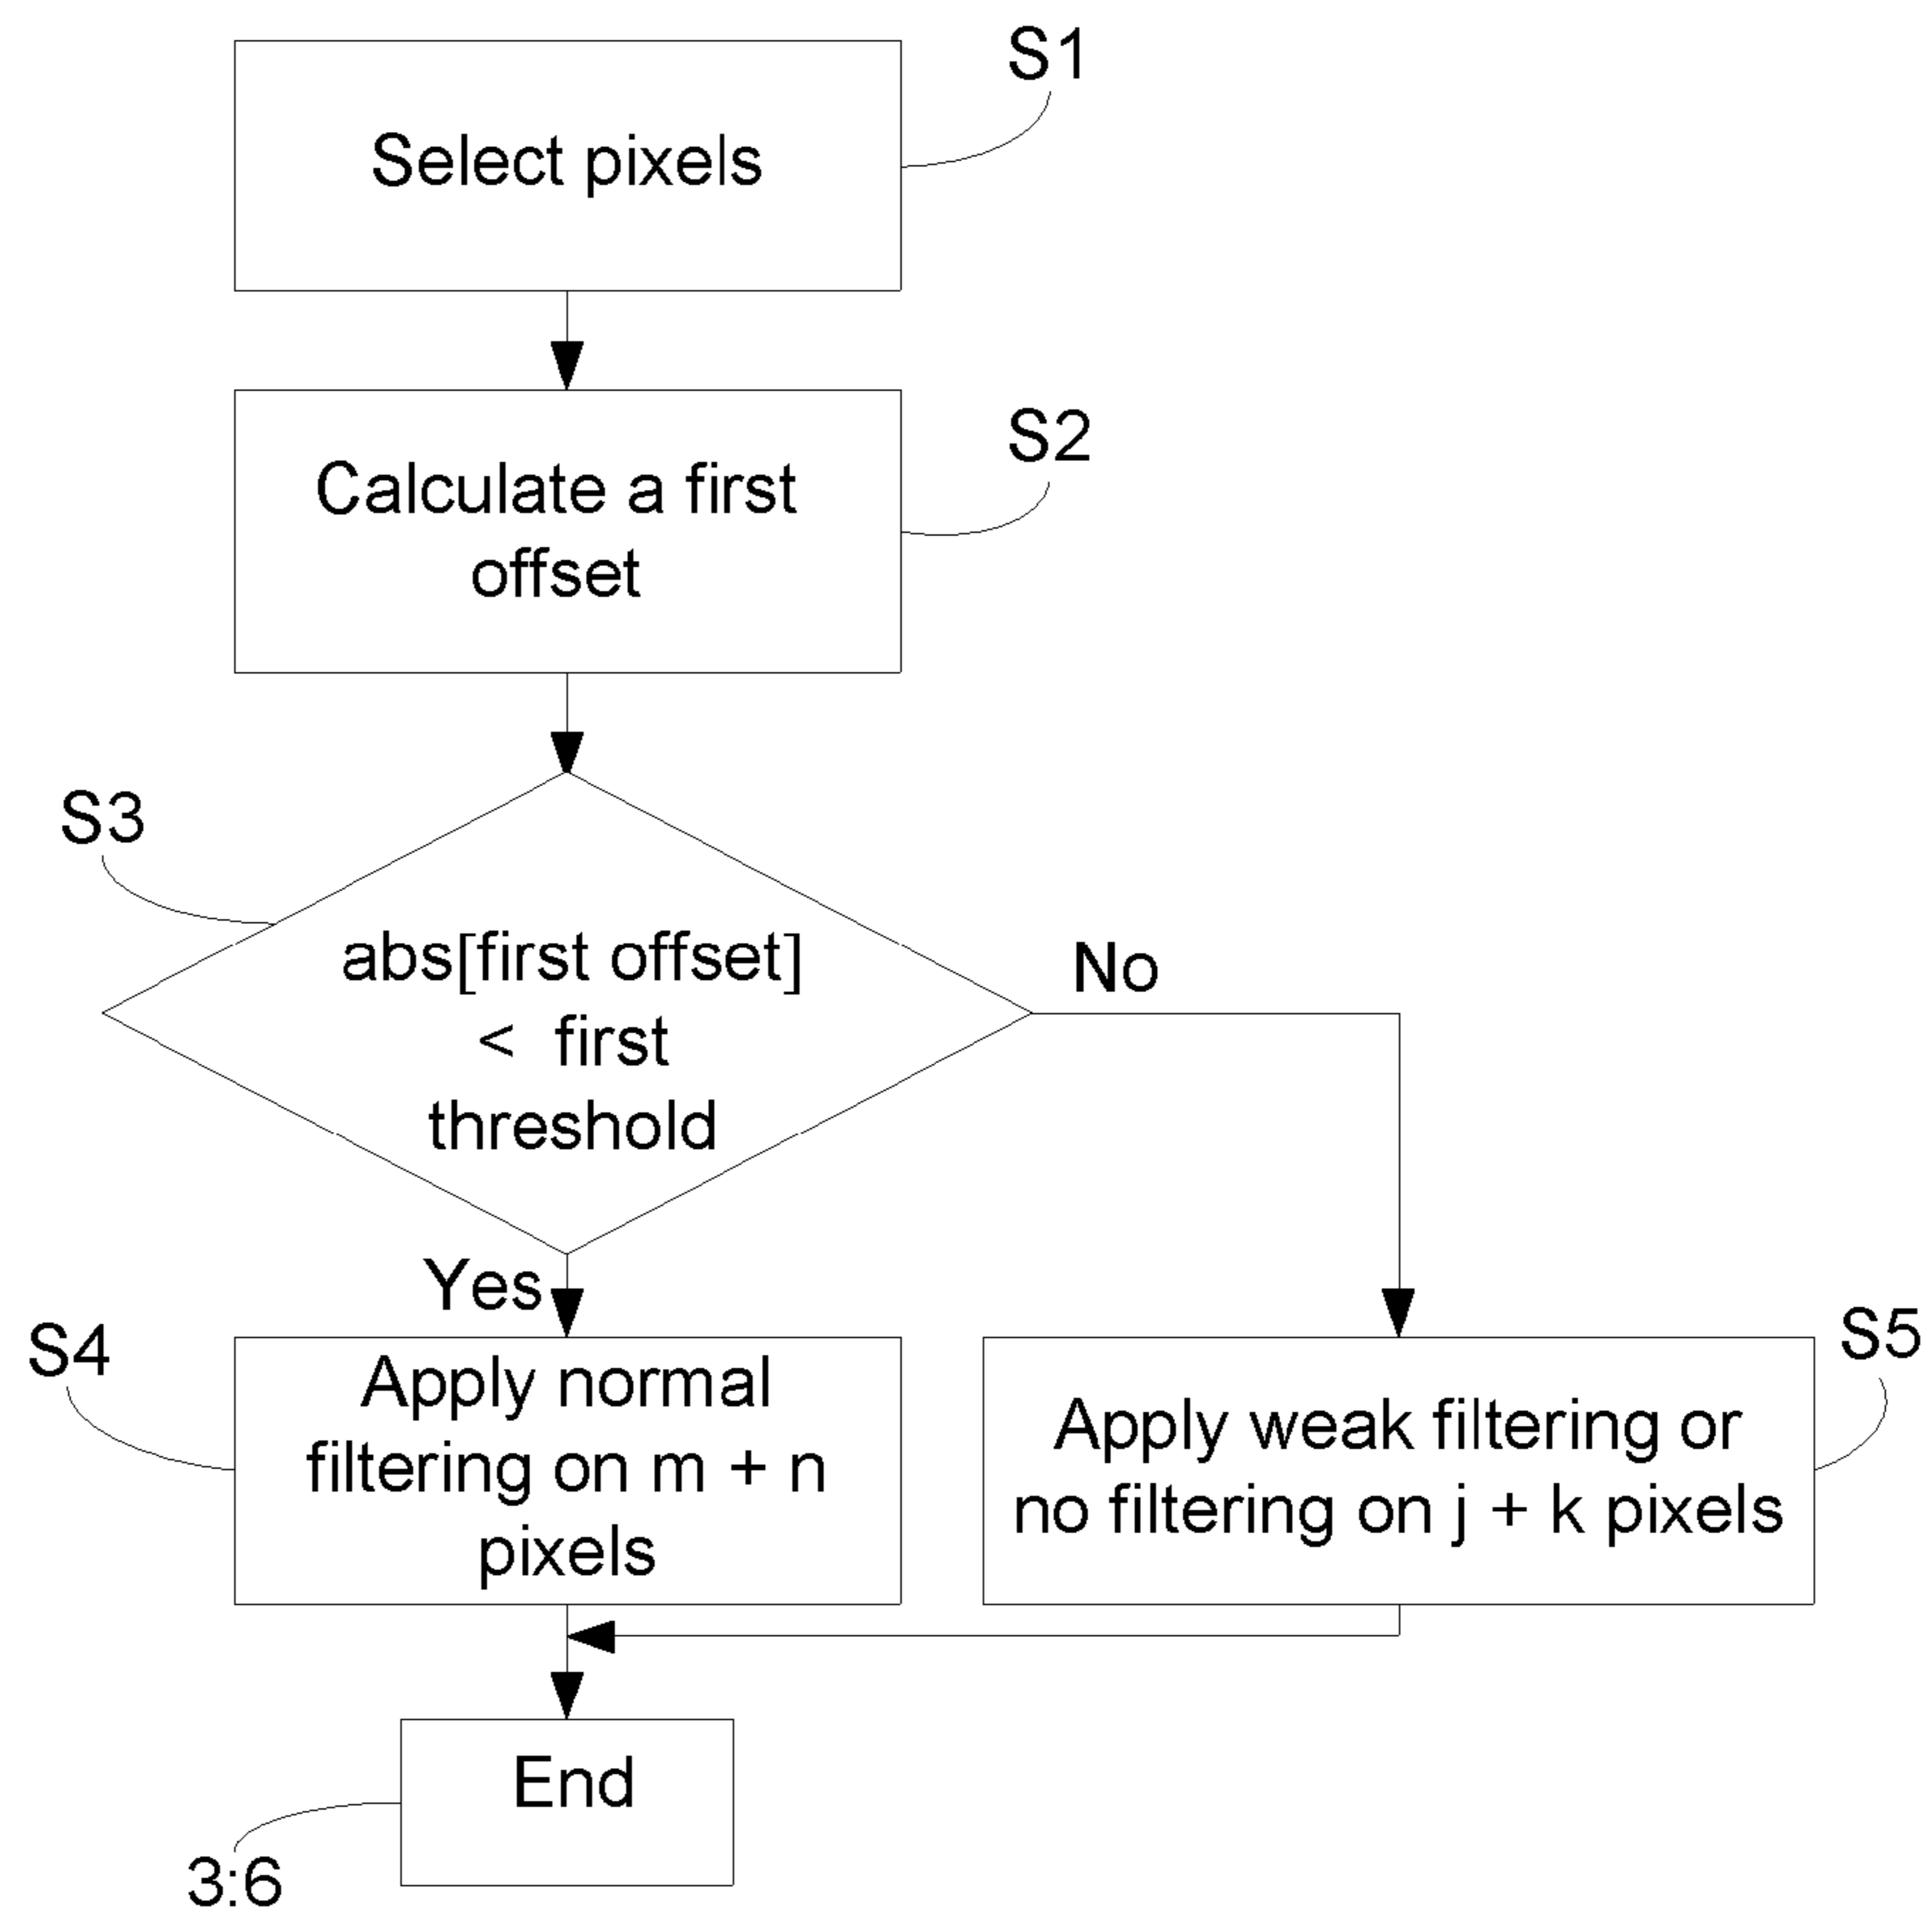 S1
Select pixels
S2
Calculate a first
offset
S3
abs[first offset]
< first
threshold
No
Yes
S4
Apply normal
filtering on m + n
pixels
S5
Apply weak filtering or
no filtering on j + k pixels
End
3:6